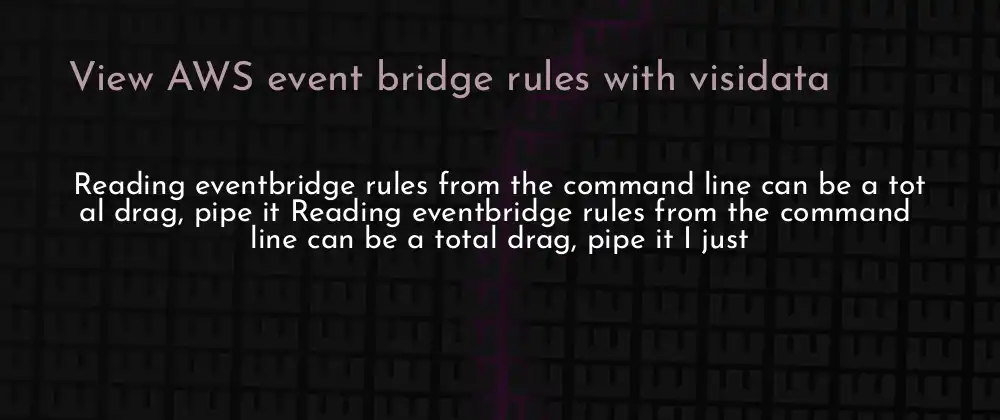 View AWS event bridge rules with visidata
Reading eventbridge rules from the command line can be a tot
al drag, pipe it Reading eventbridge rules from the command
line can be a total drag, pipe it I just